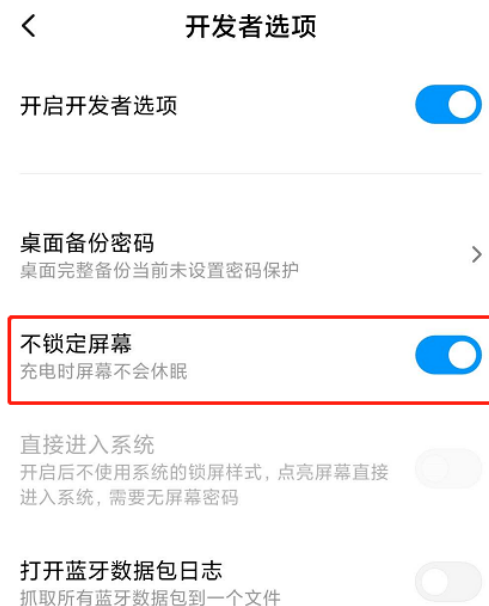 开发者选项
开启开发者选项
桌面备份密码
桌面完整备份当前未设置密码保护
不锁定屏幕
充电时屏幕不会休眠
直接进入系统
开启后不使用系统的锁屏样式，点亮屏幕直接
进入系统，需要无屏幕密码
打开蓝牙数据包日志
抓取所有蓝牙数据包到一个文件